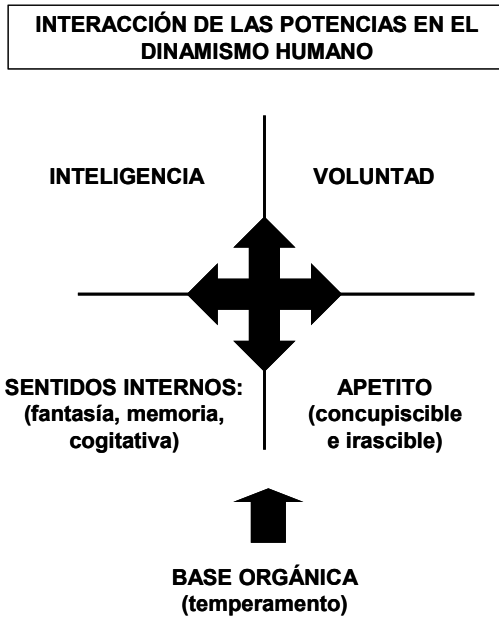 INTERACCIÓN DE LAS POTENCIAS EN EL
DINAMISMO HUMANO
INTELIGENCIA
VOLUNTAD
SENTIDOS INTERNOS:
(fantasía, memoria,
cogitativa)
APETITO
(concupiscible
e irascible)
BASE ORGÁNICA
(temperamento)